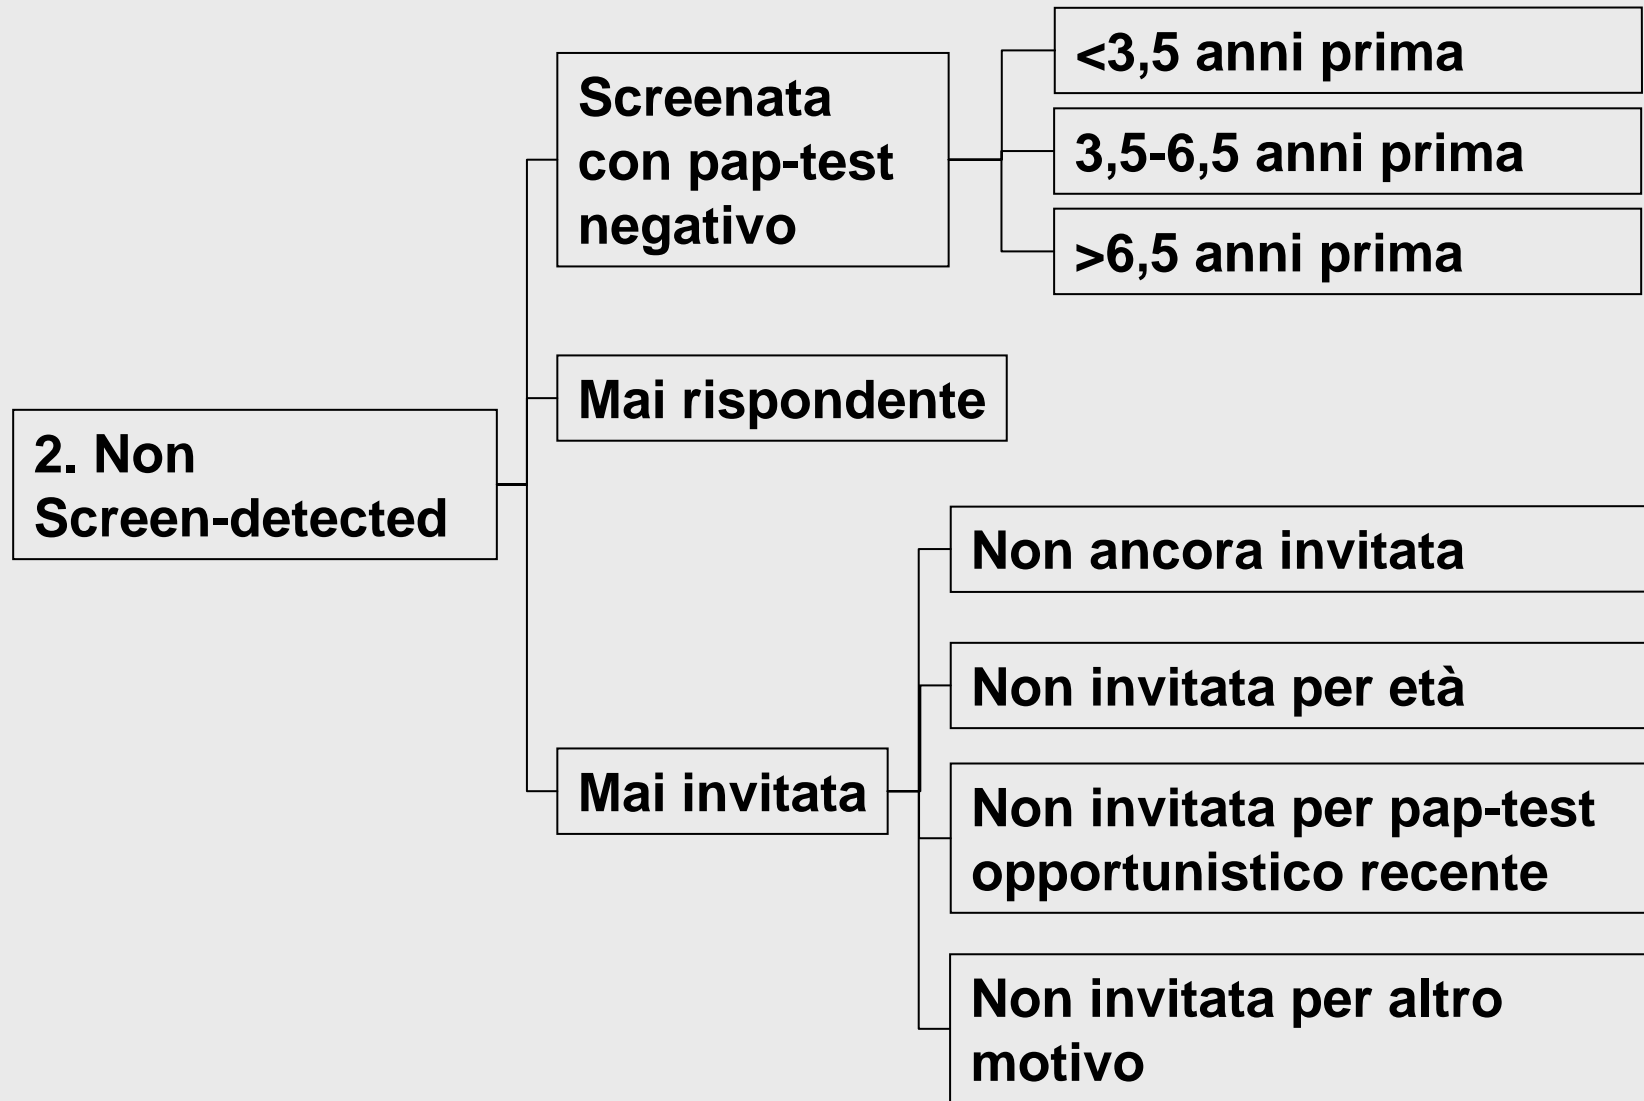 2. Non
Screen-detected
Screenata
con pap-test
negativo
<3,5 anni prima
3,5-6,5 anni prima
>6,5 anni prima
Mai rispondente
Mai invitata
Non ancora invitata
Non invitata per età
Non invitata per pap-test
opportunistico recente
Non invitata per altro
motivo